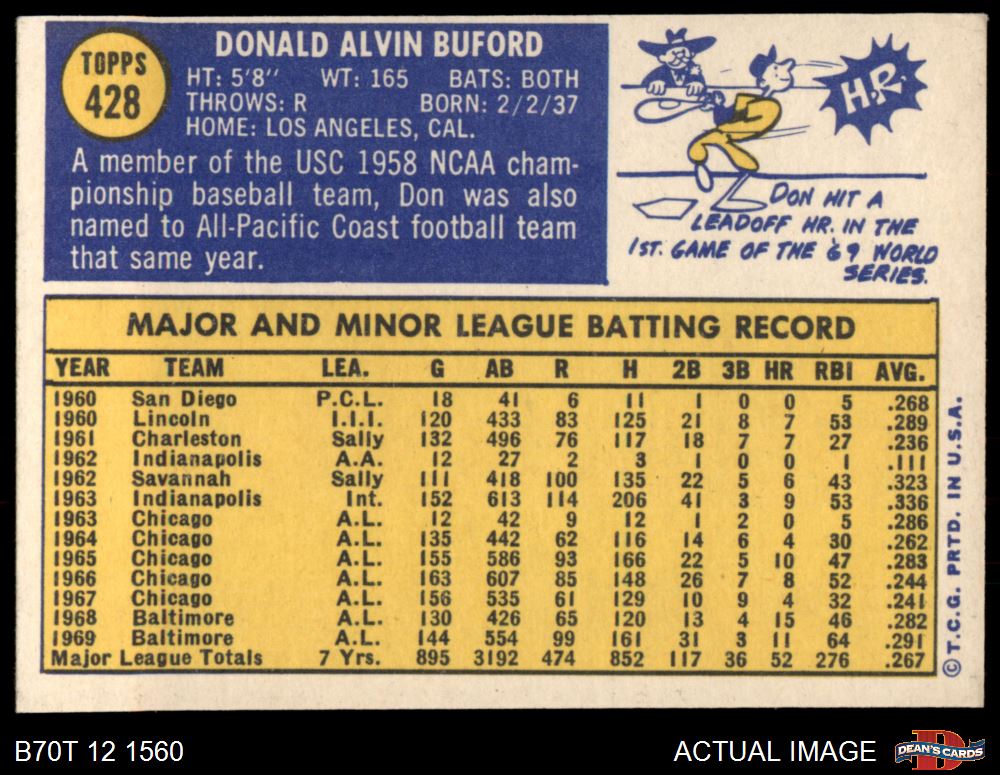 TOPPS
428
DONALD ALVIN BUFORD
HT: 5'8" WT: 165 BATS: BOTH
THROWS: R BORN: 2/2/37
HOME: LOS ANGELES, CAL.
A member of the USC 1958 NCAA cham-
pionship baseball team, Don was also
named to All-Pacific Coast football team
that same year.
H.R.
DON HIT A
LEADOFF HR. IN THE
1ST. GAME OF THE '69 WORLD
SERIES.
MAJOR AND MINOR LEAGUE BATTING RECORD
YEAR TEAM LEA. G AB R H 2B 3B HR RBI AVG.
1960 San Diego P.C.L. 18 41 6 11 1 0 0 5 .268
1960 Lincoln I.I.I. 120 433 83 125 21 8 7 53 .289
1961 Charleston Sally 132 496 76 117 18 7 7 27 .236
1962 Indianapolis A.A. 12 27 2 3 1 0 0 1 .111
1962 Savannah Sally 111 418 100 135 22 5 6 43 .323
1963 Indianapolis Int. 152 613 114 206 41 3 9 53 .336
1963 Chicago A.L. 12 42 9 12 1 2 0 5 .286
1964 Chicago A.L. 135 442 62 116 14 6 4 30 .262
1965 Chicago A.L. 155 586 93 166 22 5 10 47 .283
1966 Chicago A.L. 163 607 85 148 26 7 8 52 .244
1967 Chicago A.L. 156 535 61 129 10 9 4 32 .241
1968 Baltimore A.L. 130 426 65 120 13 4 15 46 .282
1969 Baltimore A.L. 144 554 99 161 31 3 11 64 .291
Major League Totals 7 Yrs. 895 3192 474 852 117 36 52 276 .267
© T.C.G. PRTD. IN U.S.A.
B70T 12 1560
ACTUAL IMAGE
DEAN'S CARDS